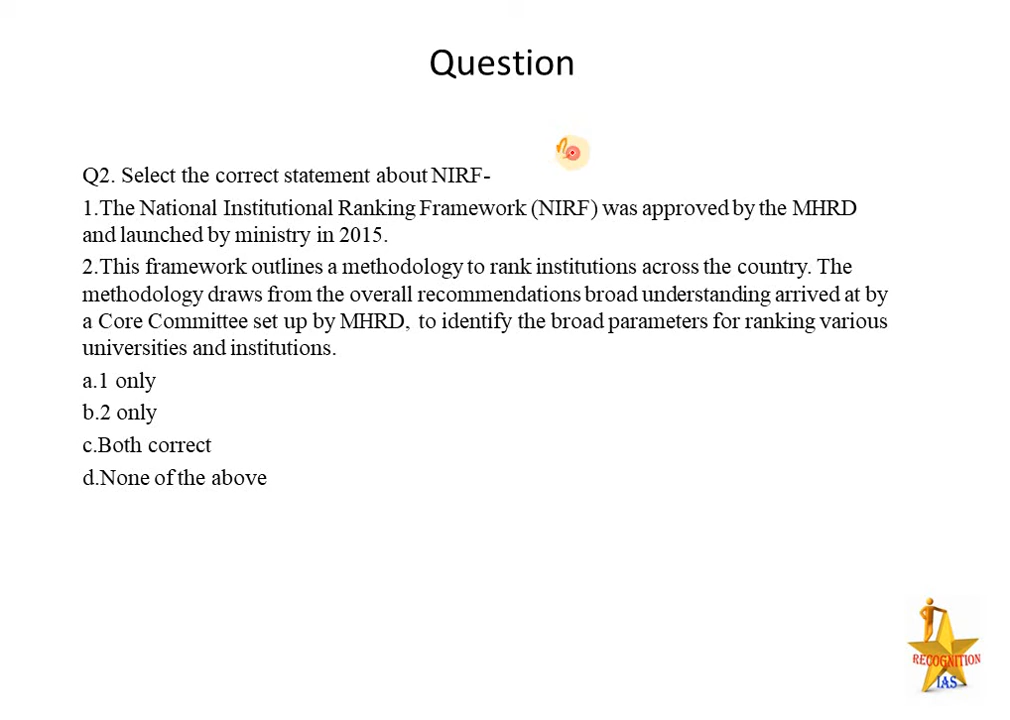 Question
Q2. Select the correct statement about NIRF-
1.The National Institutional Ranking Framework (NIRF) was approved by the MHRD
and launched by ministry in 2015.
2.This framework outlines a methodology to rank institutions across the country. The
methodology draws from the overall recommendations broad understanding arrived at by
a Core Committee set up by MHRD, to identify the broad parameters for ranking various
universities and institutions.
a.1 only
b.2 only
c.Both correct
d.None of the above
RECOGNITION
IAS